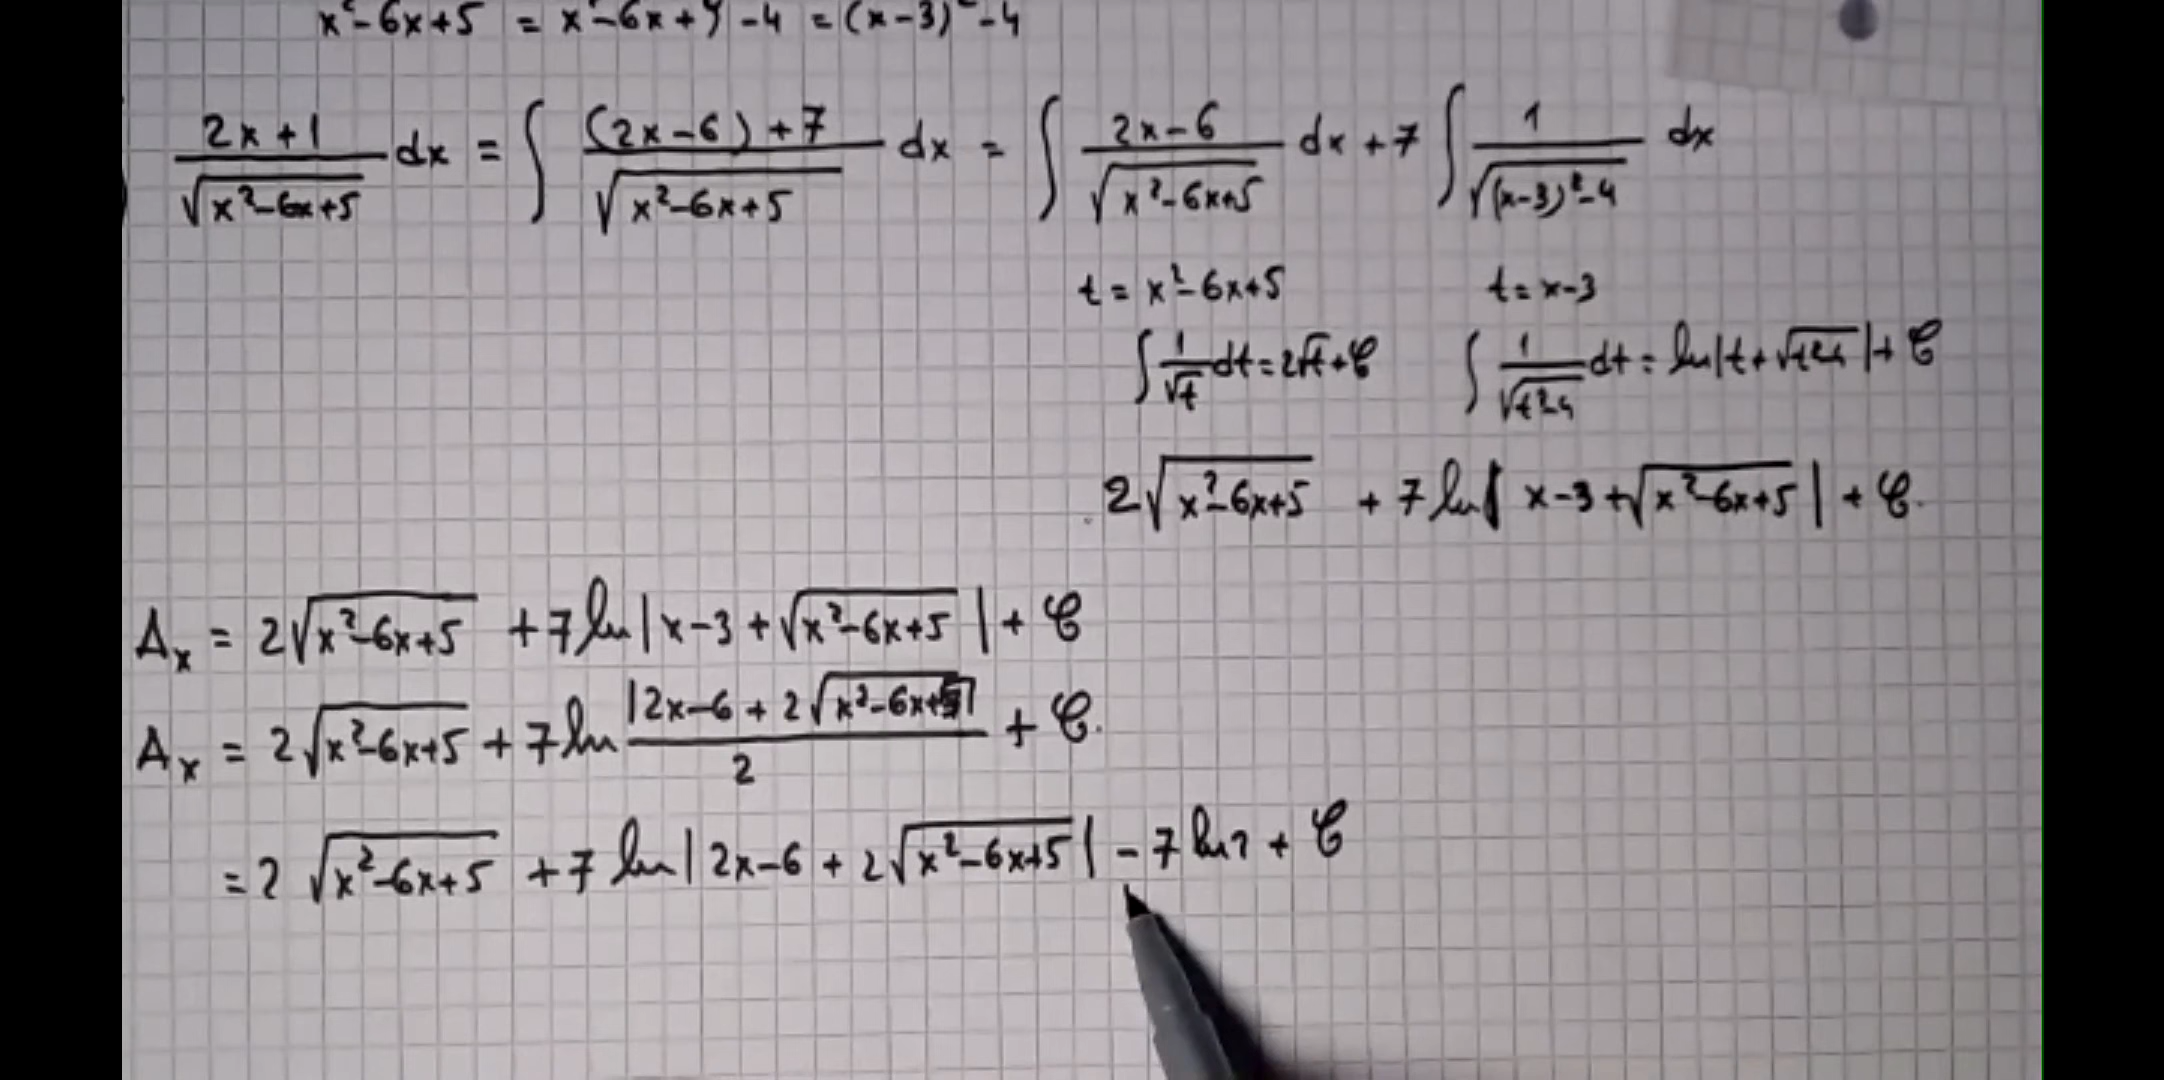 x²-6x+5 = x²-6x+9-4 = (x-3)²-4
(2x+1)/√(x²-6x+5) dx = ∫ ((2x-6)+7)/√(x²-6x+5) dx = ∫ (2x-6)/√(x²-6x+5) dx + 7 ∫ 1/√((x-3)²-4) dx
t = x²-6x+5 t = x-3
∫ 1/√t dt = 2√t + C ∫ 1/√(t²-4) dt = ln|t+√(t²-4)| + C
2√(x²-6x+5) + 7 ln|x-3+√(x²-6x+5)| + C.
Ax = 2√(x²-6x+5) + 7 ln|x-3+√(x²-6x+5)| + C
Ax = 2√(x²-6x+5) + 7 ln |2x-6+2√(x²-6x+5)|/2 + C.
= 2√(x²-6x+5) + 7 ln|2x-6+2√(x²-6x+5)| - 7 ln2 + C